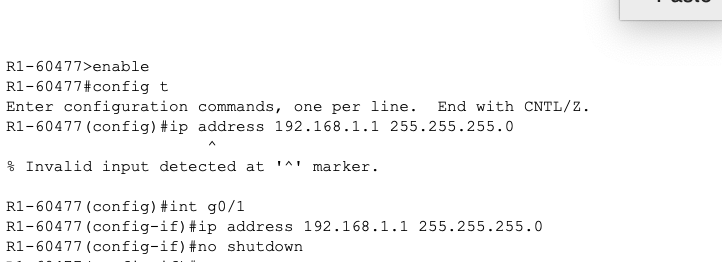 R1-60477>enable
R1-60477#config t
Enter configuration commands, one per line.  End with CNTL/Z.
R1-60477(config)#ip address 192.168.1.1 255.255.255.0
^
% Invalid input detected at '^' marker.
R1-60477(config)#int g0/1
R1-60477(config-if)#ip address 192.168.1.1 255.255.255.0
R1-60477(config-if)#no shutdown